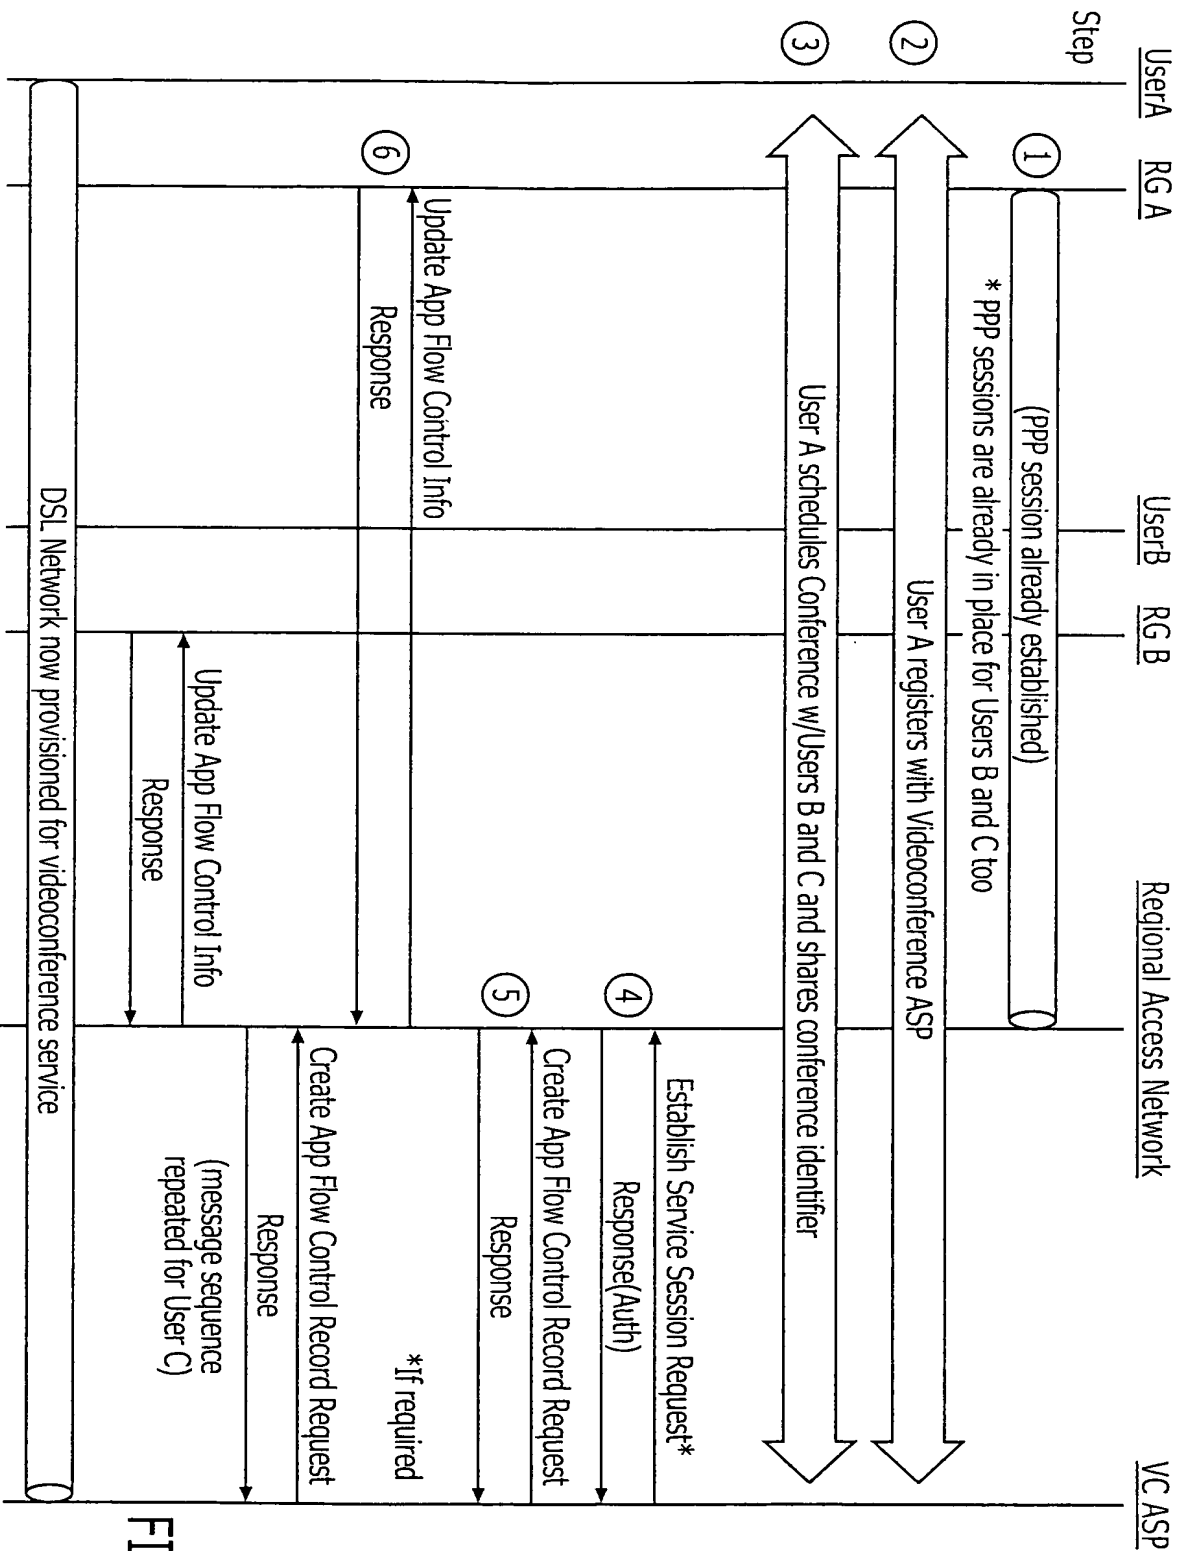 UserA
RG A
UserB
RG B
Regional Access Network
VC ASP
Step
1
(PPP session already established)
* PPP sessions are already in place for Users B and C too
2
User A registers with Videoconference ASP
3
User A schedules Conference w/Users B and C and shares conference identifier
Establish Service Session Request*
4
Response(Auth)
Create App Flow Control Record Request
5
Response
*If required
Update App Flow Control Info
6
Response
Create App Flow Control Record Request
Response
(message sequence
repeated for User C)
Update App Flow Control Info
Response
DSL Network now provisioned for videoconference service
FI